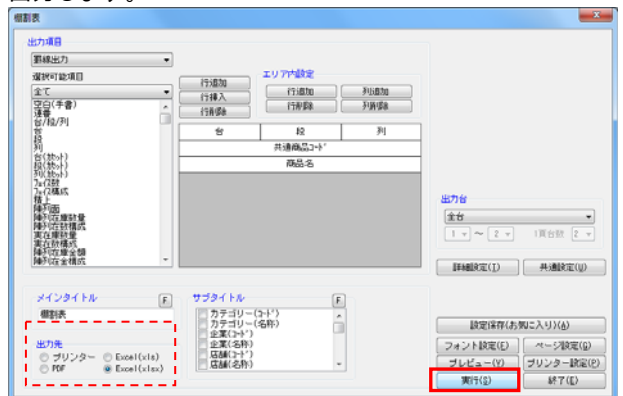 棚割表
出力項目
罫線出力
選択可能項目
全て
空白(手書)
連番
台/段/列
台
段
列
台(ｾｯﾄ)
段(ｾｯﾄ)
列(ｾｯﾄ)
ﾌｪｲｽ数
ﾌｪｲｽ構成
積上
陳列面
陳列在庫数量
陳列在数構成
実在庫数量
実在数構成
陳列在庫金額
陳列在金構成
行追加
行挿入
行削除
エリア内設定
行追加 列追加
行削除 列削除
台 段 列
共通商品ｺｰﾄﾞ
商品名
出力台
全台
1 ～ 2 1頁台数 2
詳細設定(I) 共通設定(U)
メインタイトル F
棚割表
サブタイトル F
カテゴリー(ｺｰﾄﾞ)
カテゴリー(名称)
企業(ｺｰﾄﾞ)
企業(名称)
店舗(ｺｰﾄﾞ)
店舗(名称)
出力先
プリンター Excel(xls)
PDF Excel(xlsx)
設定保存(お気に入り)(A)
フォント設定(F) ページ設定(G)
プレビュー(V) プリンター設定(P)
実行(S) 終了(E)